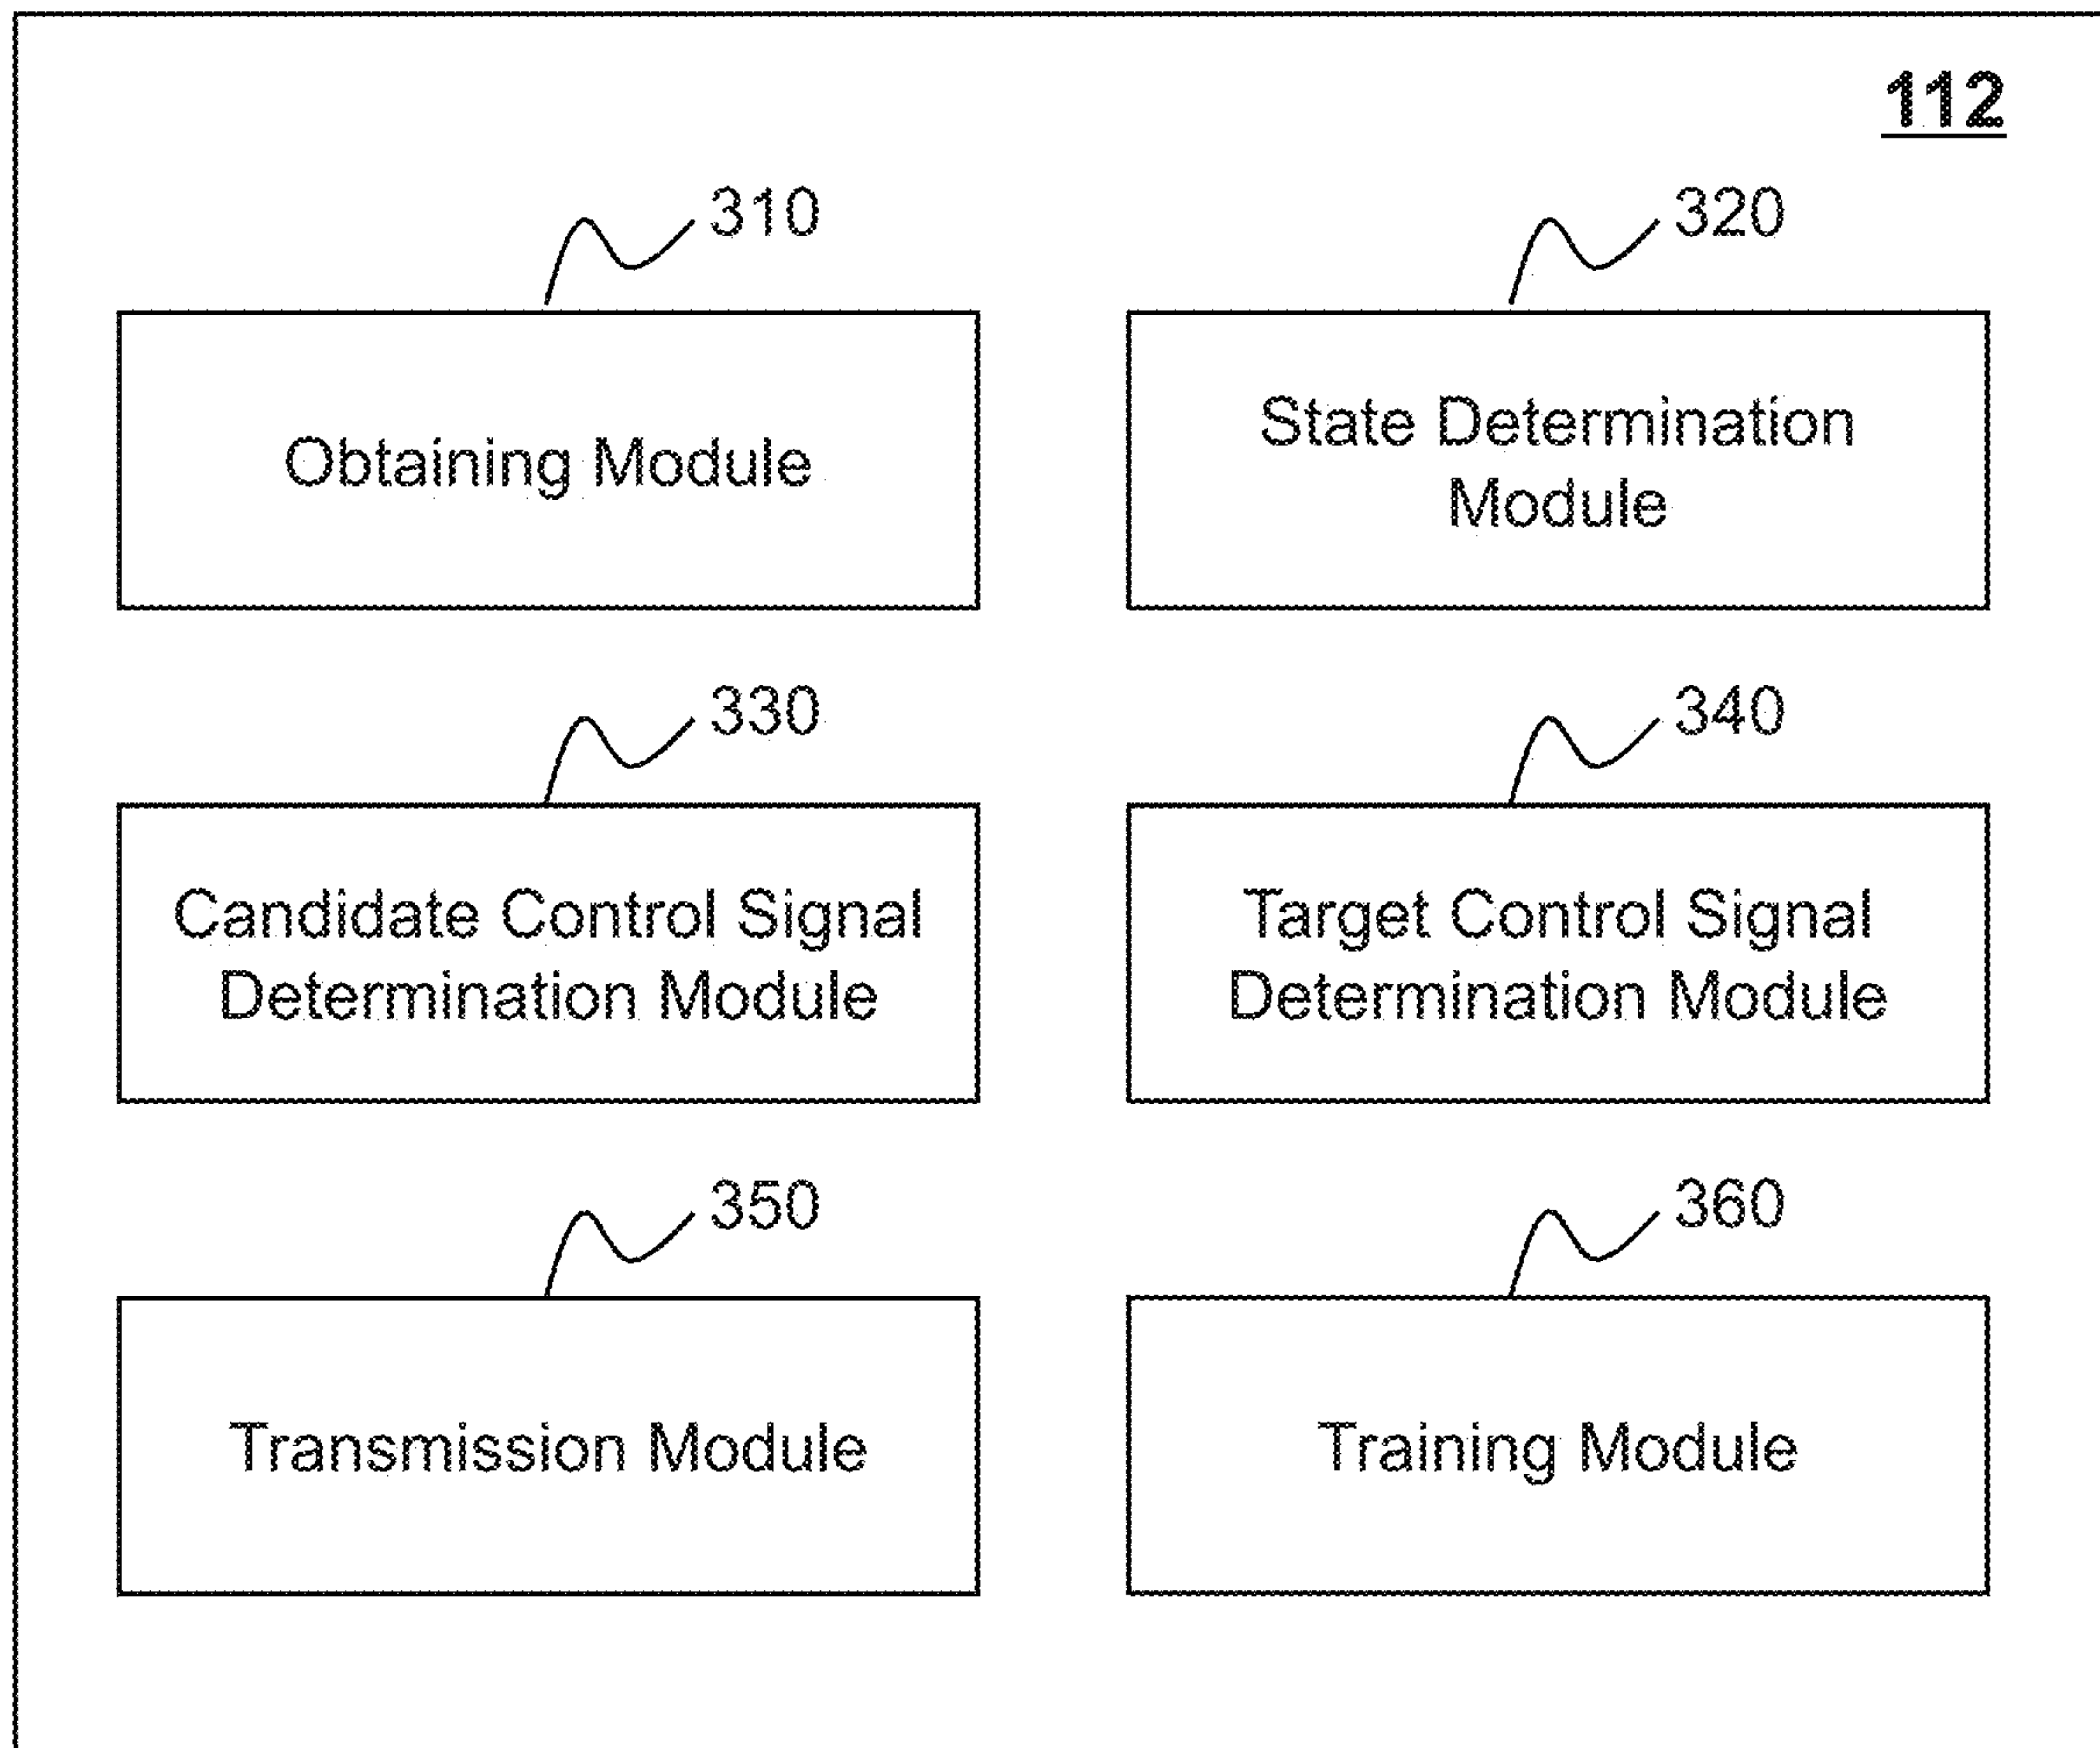 112
310
320
Obtaining Module
State Determination
Module
330
340
Candidate Control Signal
Determination Module
Target Control Signal
Determination Module
350
360
Transmission Module
Training Module